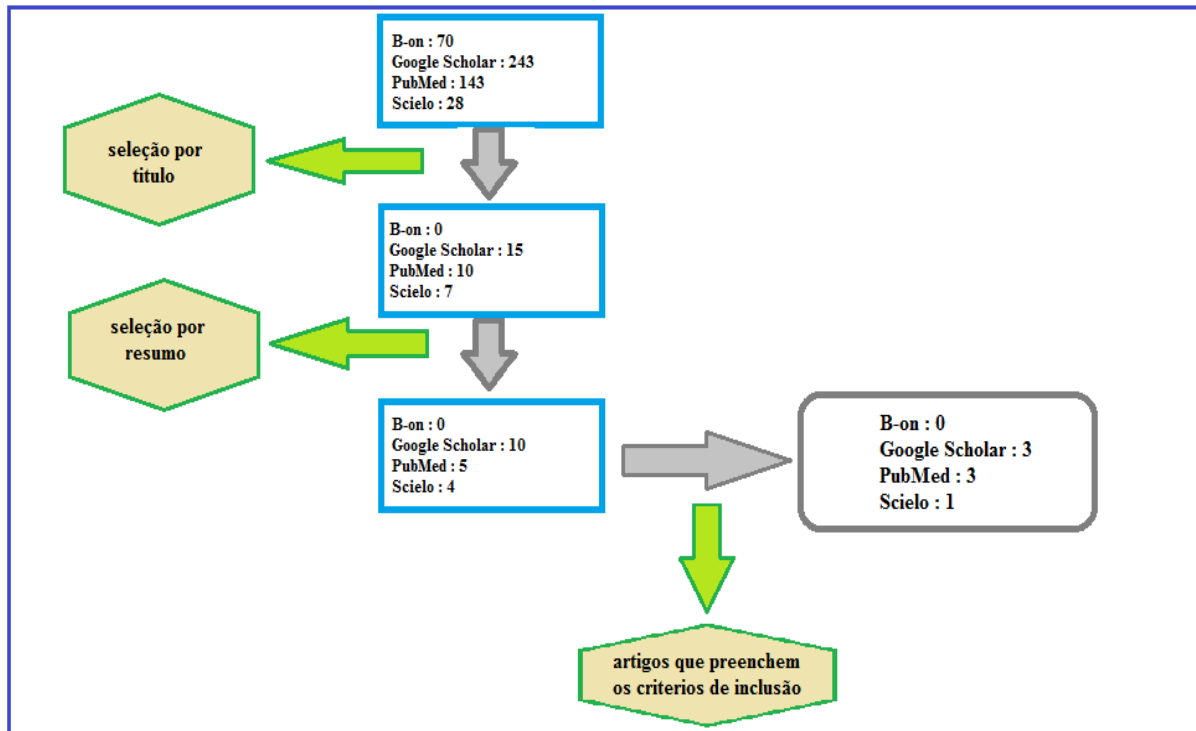 B-on : 70
Google Scholar : 243
PubMed : 143
Scielo : 28
seleção por
titulo
B-on : 0
Google Scholar : 15
PubMed : 10
Scielo : 7
seleção por
resumo
B-on : 0
Google Scholar : 10
PubMed : 5
Scielo : 4
B-on : 0
Google Scholar : 3
PubMed : 3
Scielo : 1
artigos que preenchem
os criterios de inclusão